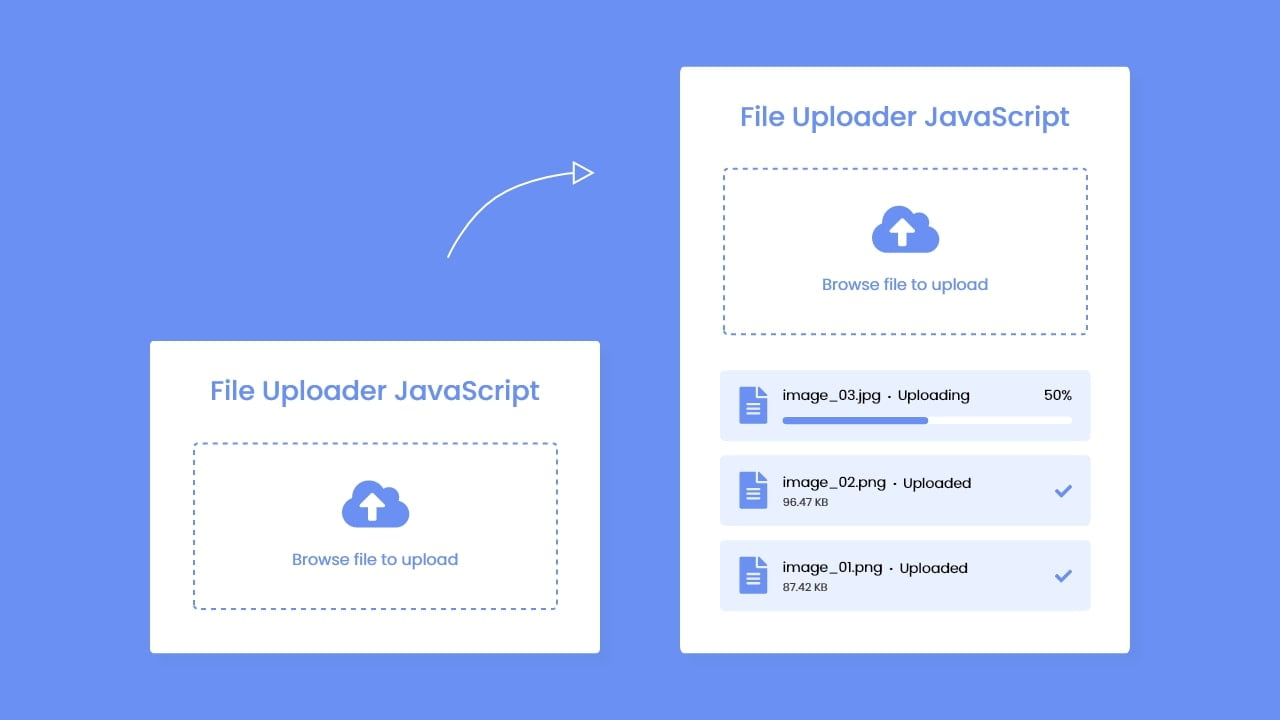 File Uploader JavaScript
Browse file to upload
File Uploader JavaScript
Browse file to upload
image_03.jpg • Uploading 50%
image_02.png • Uploaded
96.47 KB
image_01.png • Uploaded
87.42 KB